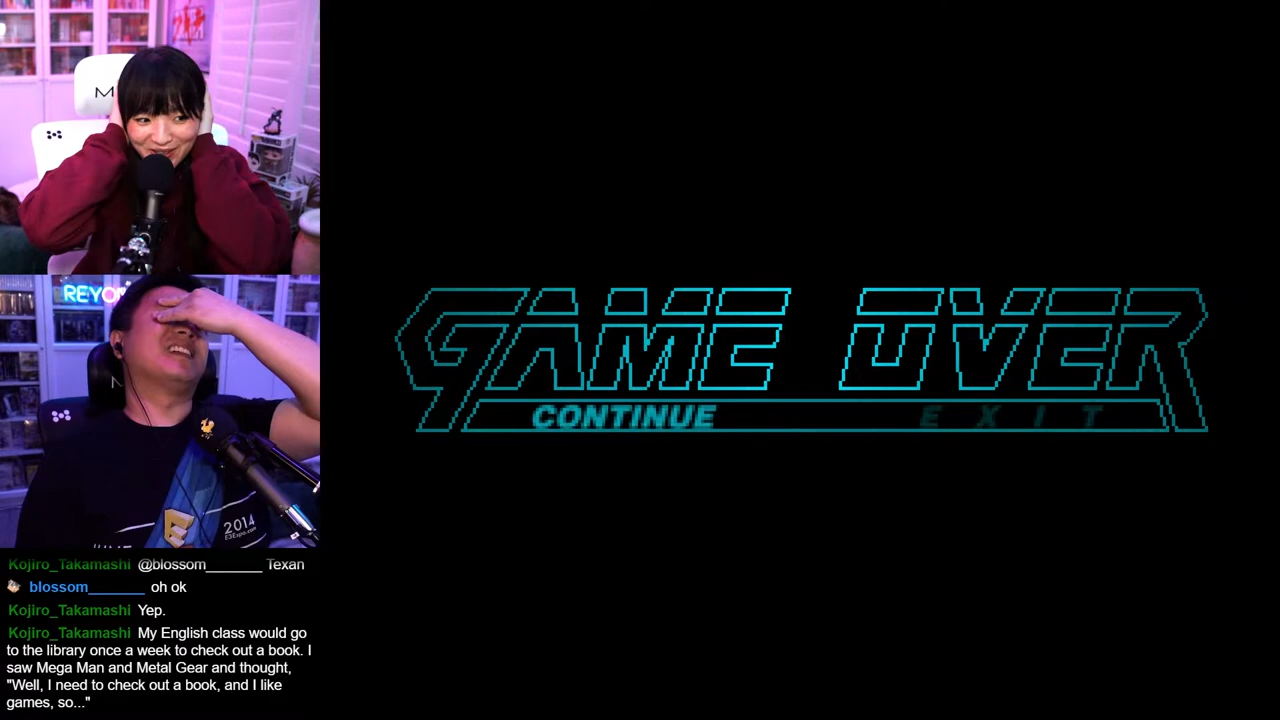 M
REYO
2014
E3Expo.com
GAME OVER
CONTINUE EXIT
Kojiro_Takamashi @blossom_______ Texan
blossom_______ oh ok
Kojiro_Takamashi Yep.
Kojiro_Takamashi My English class would go
to the library once a week to check out a book. I
saw Mega Man and Metal Gear and thought,
"Well, I need to check out a book, and I like
games, so..."